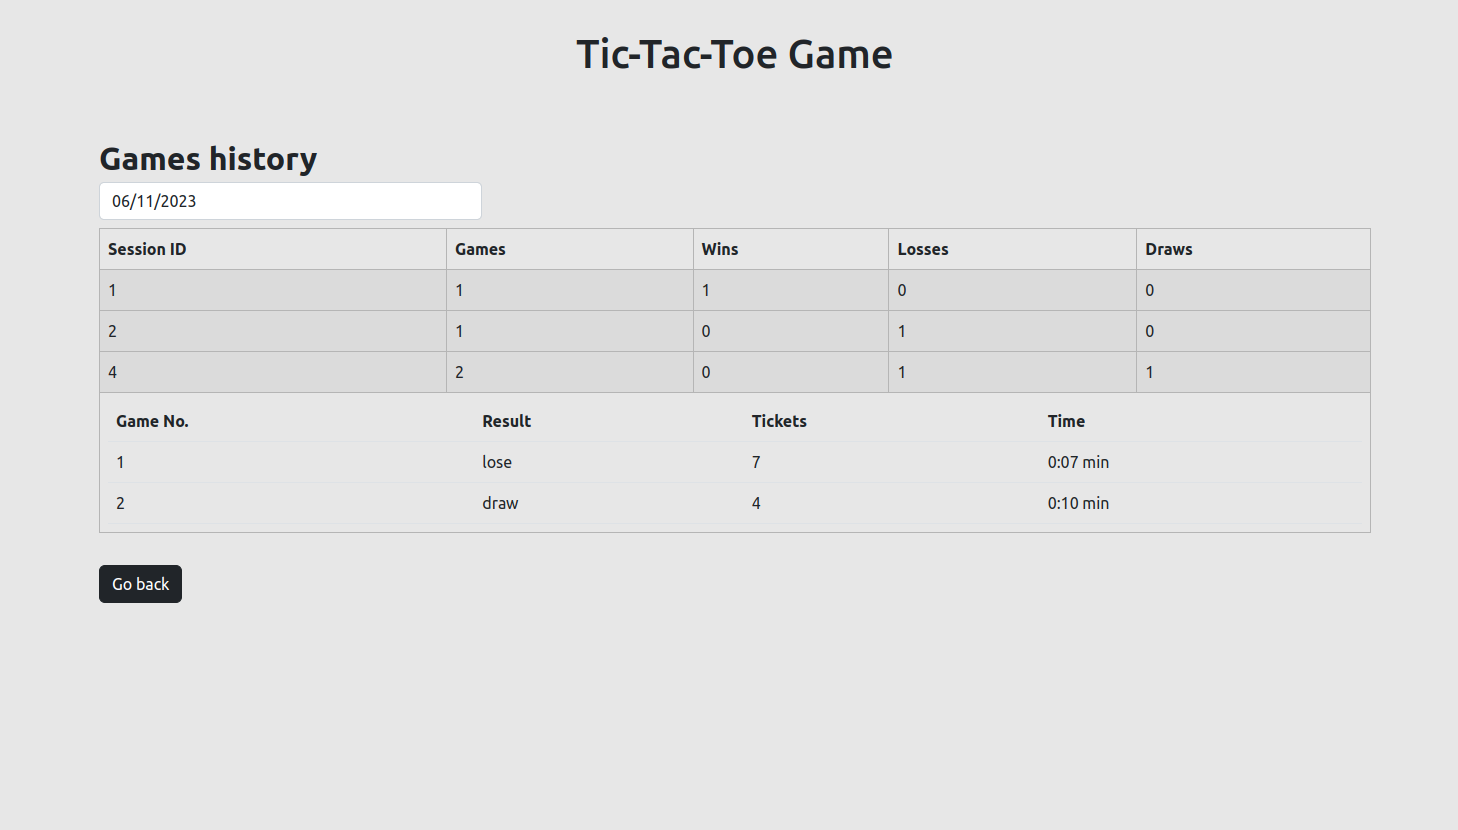 Tic-Tac-Toe Game
Games history
06/11/2023
Session ID Games Wins Losses Draws
1 1 1 0 0
2 1 0 1 0
4 2 0 1 1
Game No. Result Tickets Time
1 lose 7 0:07 min
2 draw 4 0:10 min
Go back